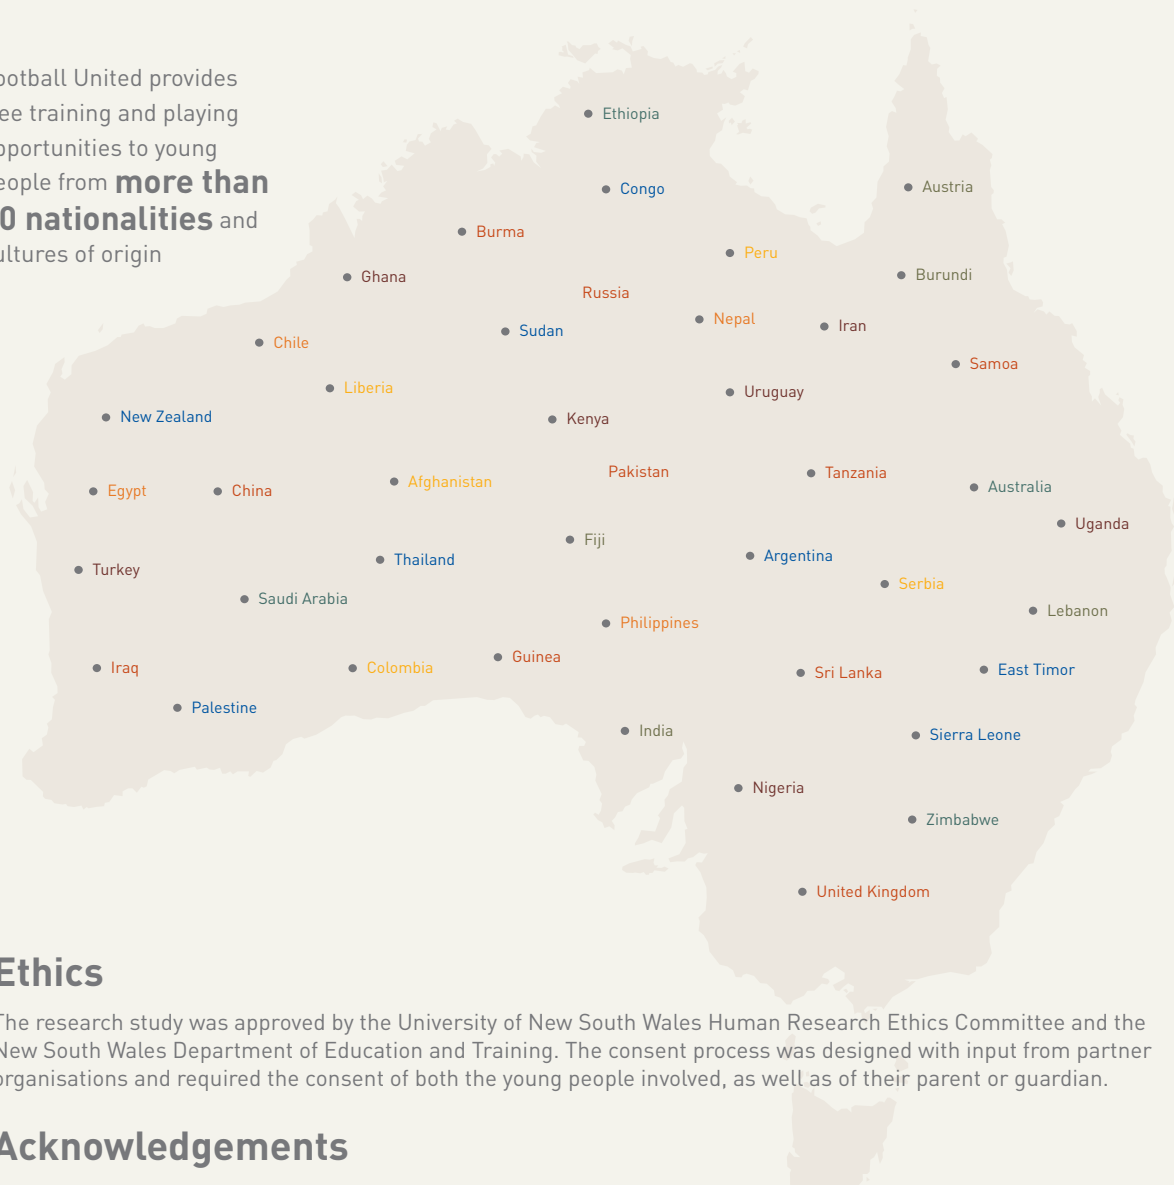 ootball United provides
ee training and playing
pportunities to young
eople from more than
0 nationalities and
ultures of origin
Ethiopia
Congo
Austria
Burma
Peru
Ghana
Burundi
Russia
Nepal
Iran
Sudan
Chile
Samoa
Liberia
Uruguay
New Zealand
Kenya
Pakistan
Tanzania
Afghanistan
Australia
Egypt
China
Uganda
Fiji
Thailand
Argentina
Turkey
Serbia
Saudi Arabia
Lebanon
Philippines
Guinea
Iraq
Colombia
Sri Lanka
East Timor
Palestine
India
Sierra Leone
Nigeria
Zimbabwe
United Kingdom
Ethics
The research study was approved by the University of New South Wales Human Research Ethics Committee and the
New South Wales Department of Education and Training. The consent process was designed with input from partner
organisations and required the consent of both the young people involved, as well as of their parent or guardian.
Acknowledgements